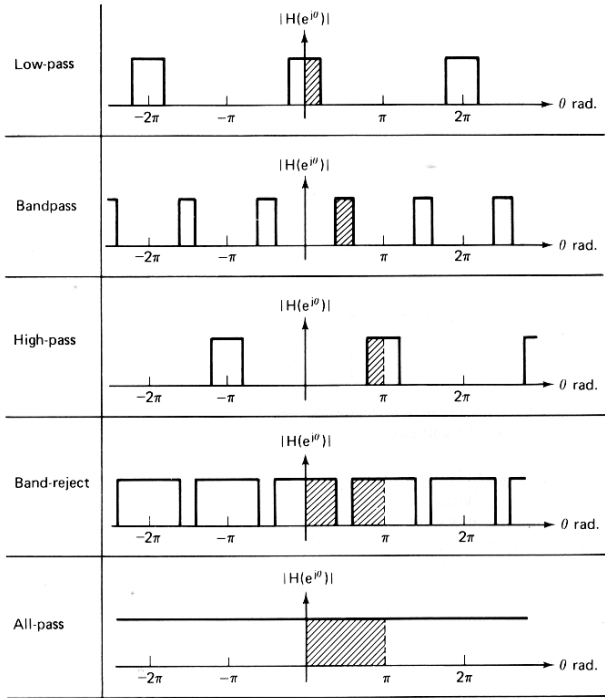 |H(e^jθ)|
Low-pass
θ rad.
−2π −π π 2π
|H(e^jθ)|
Bandpass
θ rad.
−2π −π π 2π
|H(e^jθ)|
High-pass
θ rad.
−2π −π π 2π
|H(e^jθ)|
Band-reject
θ rad.
−2π −π π 2π
|H(e^jθ)|
All-pass
θ rad.
−2π −π π 2π